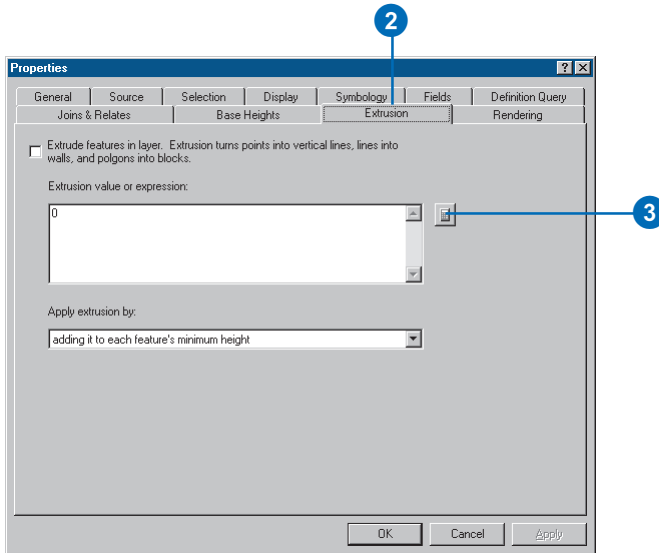 2
Properties
General Source Selection Display Symbology Fields Definition Query
Joins & Relates Base Heights Extrusion Rendering
Extrude features in layer. Extrusion turns points into vertical lines, lines into
walls, and polgons into blocks.
Extrusion value or expression:
0
3
Apply extrusion by:
adding it to each feature's minimum height
OK Cancel Apply